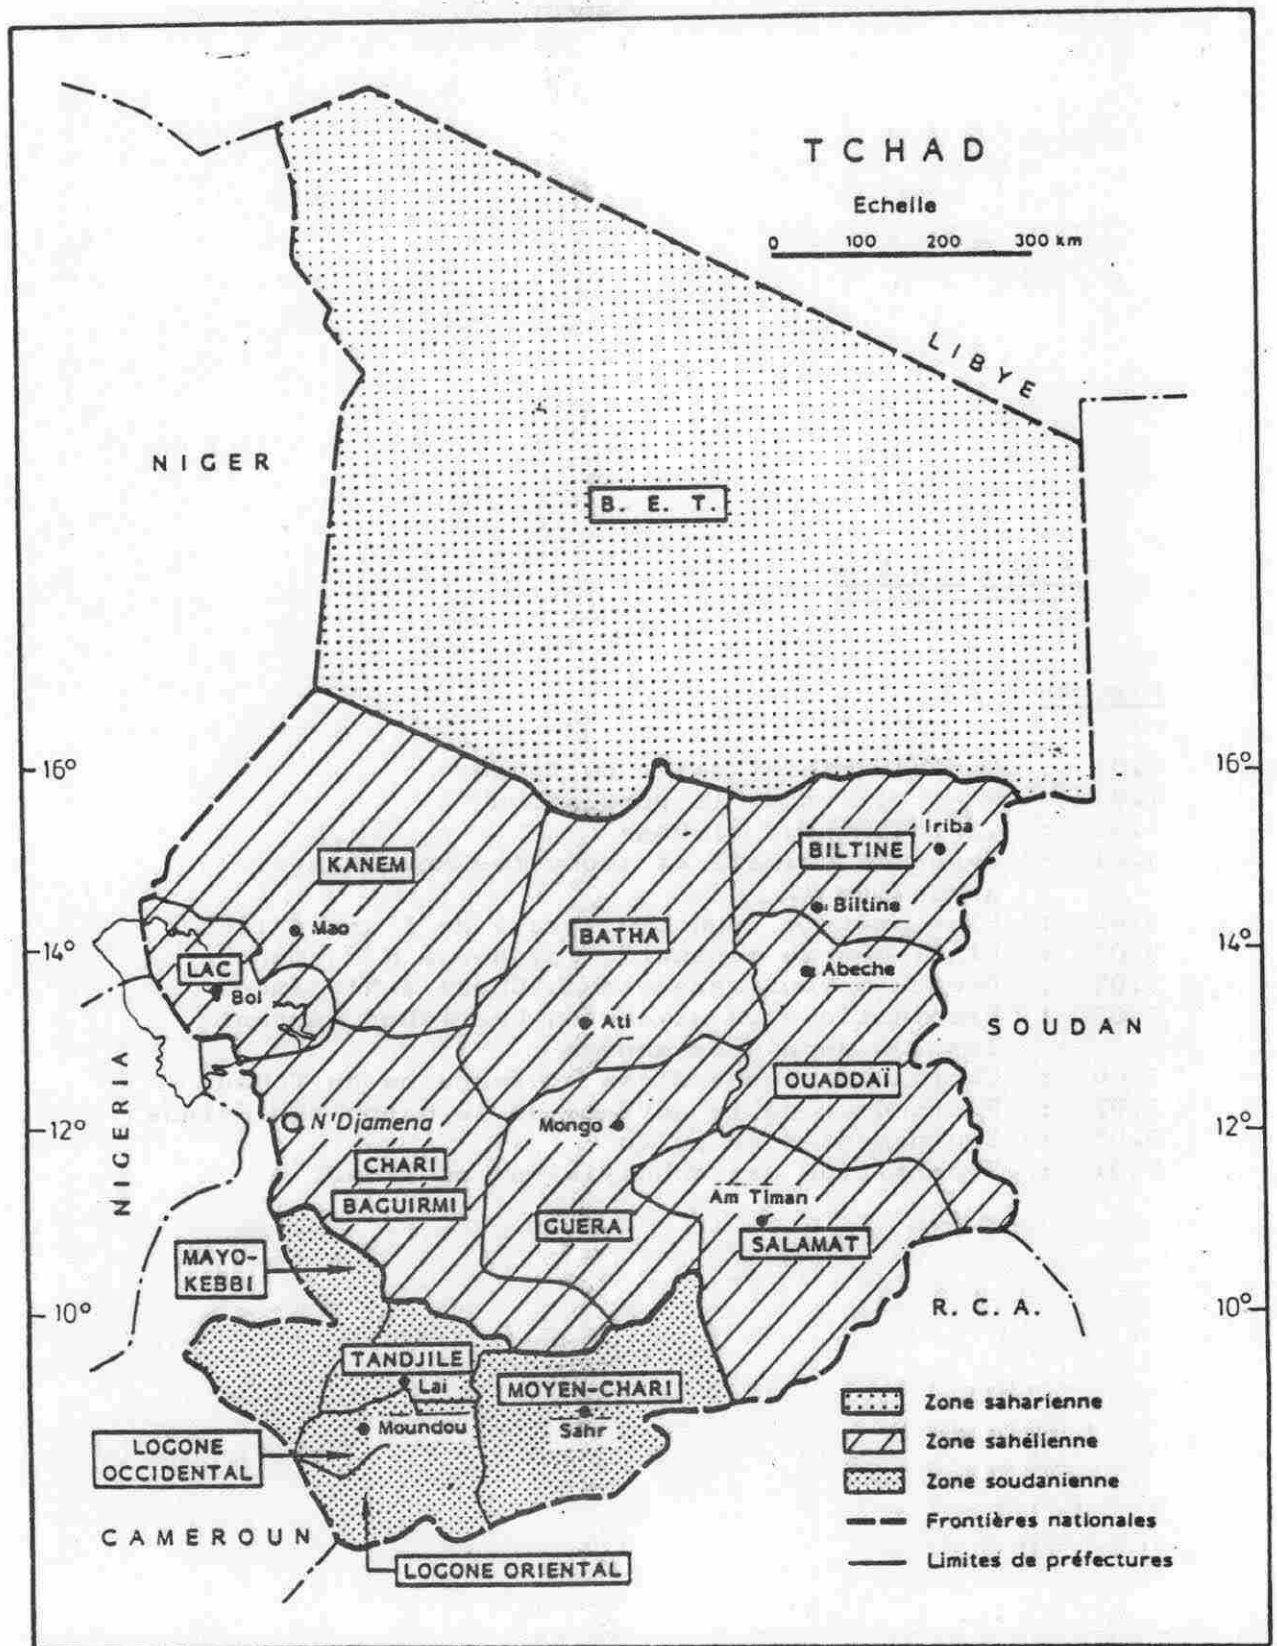 TCHAD
Echelle
0 100 200 300 km
LIBYE
NIGER
B. E. T.
16°
16°
Iriba
BILTINE
KANEM
Biltine
Mao
BATHA
14°
14°
LAC
Abeche
Bol
Ati
SOUDAN
NIGERIA
OUADDAÏ
12°
N'Djamena
Mongo
12°
CHARI
BAGUIRMI
Am Timan
GUERA
SALAMAT
MAYO-
KEBBI
10°
R. C. A.
10°
TANDJILE
Lai
MOYEN-CHARI
Sahr
Moundou
LOGONE
OCCIDENTAL
CAMEROUN
LOGONE ORIENTAL
Zone saharienne
Zone sahélienne
Zone soudanienne
Frontières nationales
Limites de préfectures